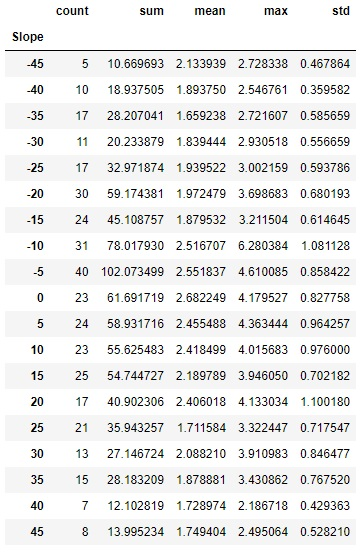 count sum mean max std
Slope
-45 5 10.669693 2.133939 2.728338 0.467864
-40 10 18.937505 1.893750 2.546761 0.359582
-35 17 28.207041 1.659238 2.721607 0.585659
-30 11 20.233879 1.839444 2.930518 0.556659
-25 17 32.971874 1.939522 3.002159 0.593786
-20 30 59.174381 1.972479 3.698683 0.680193
-15 24 45.108757 1.879532 3.211504 0.614645
-10 31 78.017930 2.516707 6.280384 1.081128
-5 40 102.073499 2.551837 4.610085 0.858422
0 23 61.691719 2.682249 4.179527 0.827758
5 24 58.931716 2.455488 4.363444 0.964257
10 23 55.625483 2.418499 4.015683 0.976000
15 25 54.744727 2.189789 3.946050 0.702182
20 17 40.902306 2.406018 4.133034 1.100180
25 21 35.943257 1.711584 3.322447 0.717547
30 13 27.146724 2.088210 3.910983 0.846477
35 15 28.183209 1.878881 3.430862 0.767520
40 7 12.102819 1.728974 2.186718 0.429363
45 8 13.995234 1.749404 2.495064 0.528210